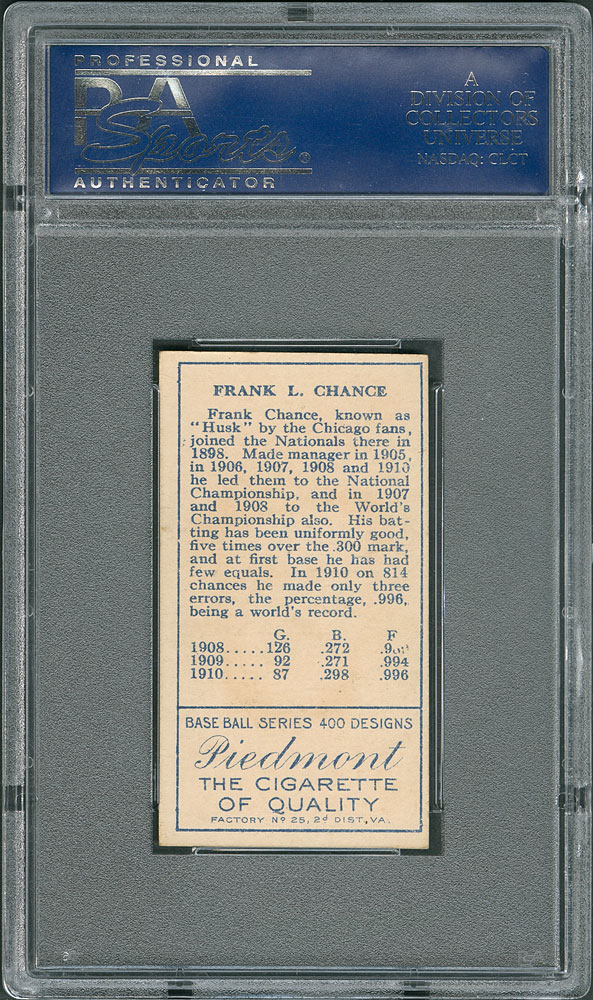 PROFESSIONAL
PSA
Sports
AUTHENTICATOR
A
DIVISION OF
COLLECTORS
UNIVERSE
NASDAQ: CLCT
FRANK L. CHANCE
Frank Chance, known as
"Husk" by the Chicago fans,
joined the Nationals there in
1898. Made manager in 1905,
in 1906, 1907, 1908 and 1910
he led them to the National
Championship, and in 1907
and 1908 to the World's
Championship also. His bat-
ting has been uniformly good,
five times over the .300 mark,
and at first base he has had
few equals. In 1910 on 814
chances he made only three
errors, the percentage, .996,
being a world's record.
G. B. F
1908.....126 .272
1909..... 92 .271 .994
1910..... 87 .298 .996
BASE BALL SERIES 400 DESIGNS
Piedmont
THE CIGARETTE
OF QUALITY
FACTORY Nº 25, 2d DIST, VA.